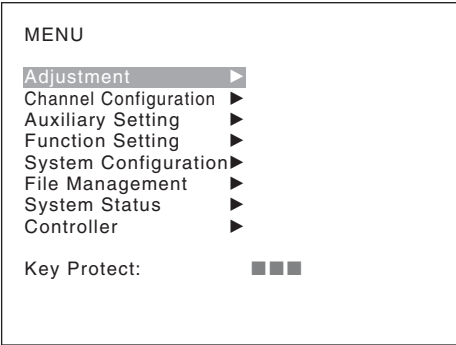 MENU
Adjustment ▶
Channel Configuration ▶
Auxiliary Setting ▶
Function Setting ▶
System Configuration▶
File Management ▶
System Status ▶
Controller ▶
Key Protect: ■■■